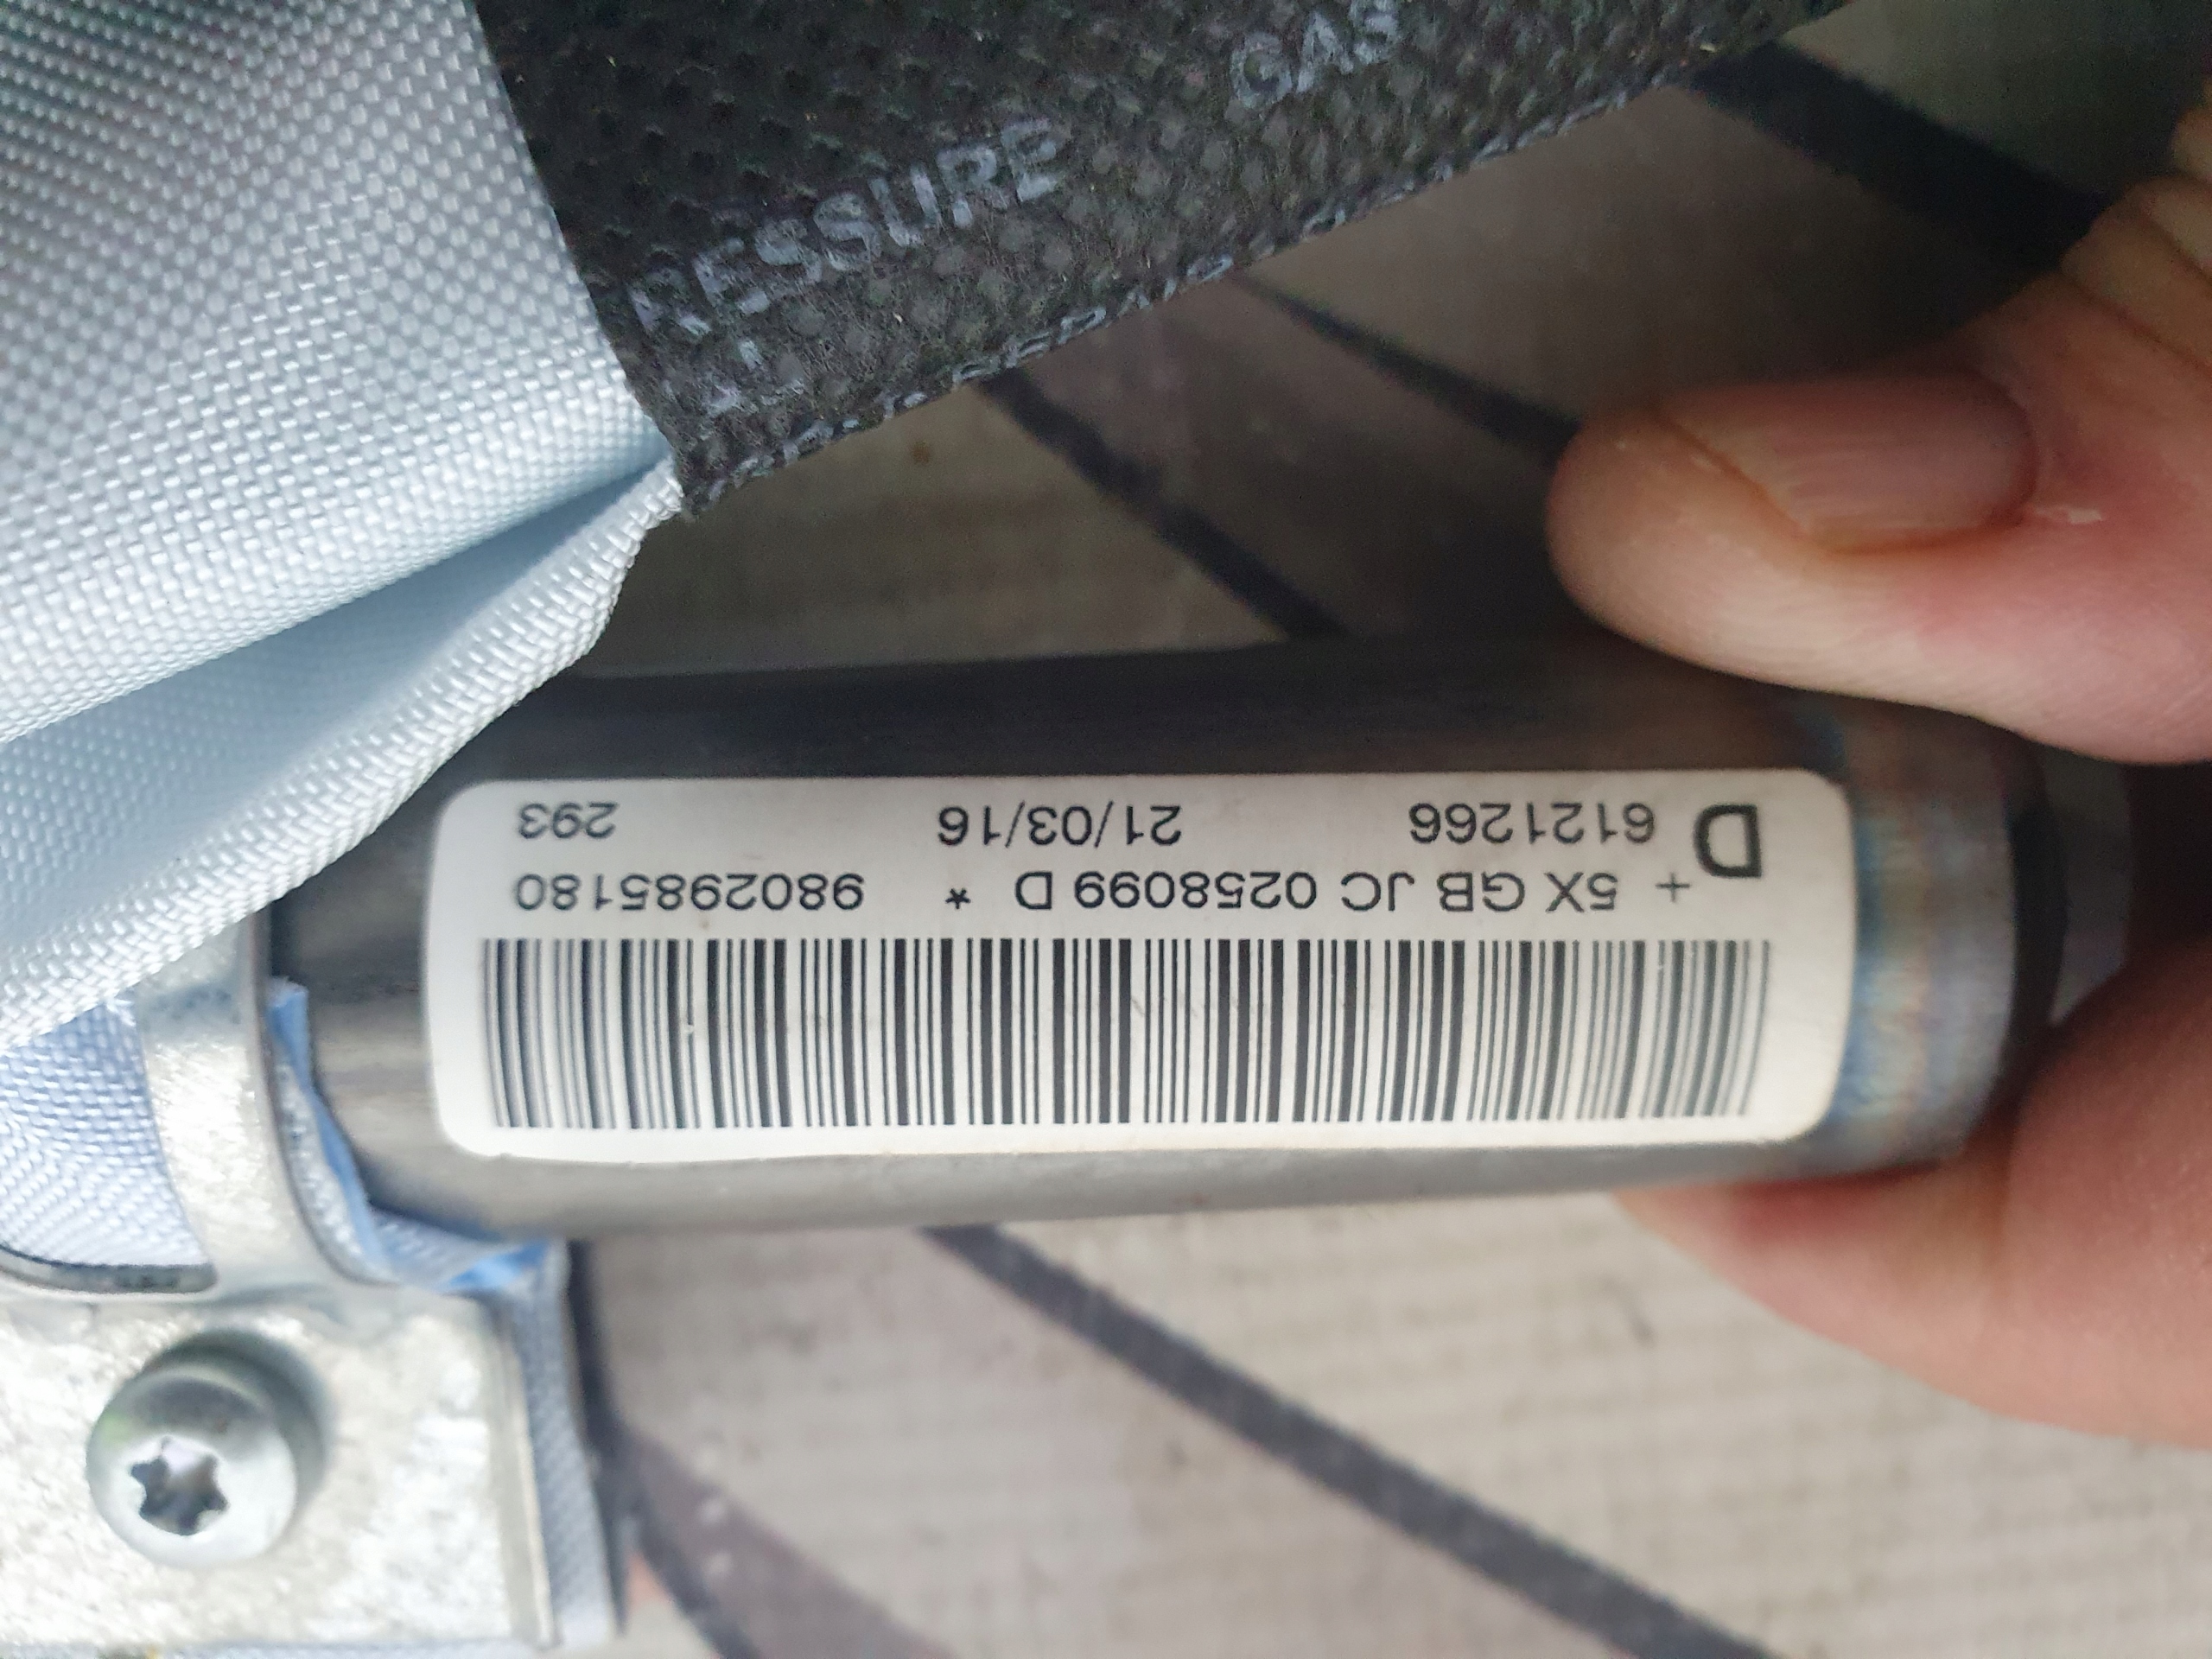 RESSURE GAS
+ 5X GB JC 0258099 D * 9802985180
D 6121266 21/03/16 293